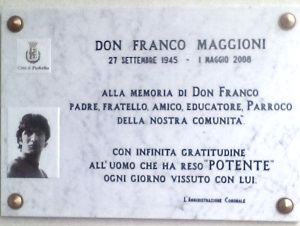 DON FRANCO MAGGIONI
27 SETTEMBRE 1945 - 1 MAGGIO 2008
ALLA MEMORIA DI DON FRANCO
PADRE, FRATELLO, AMICO, EDUCATORE, PARROCO
DELLA NOSTRA COMUNITA'.
CON INFINITA GRATITUDINE
ALL'UOMO CHE HA RESO "POTENTE"
OGNI GIORNO VISSUTO CON LUI.
L'AMMINISTRAZIONE COMUNALE